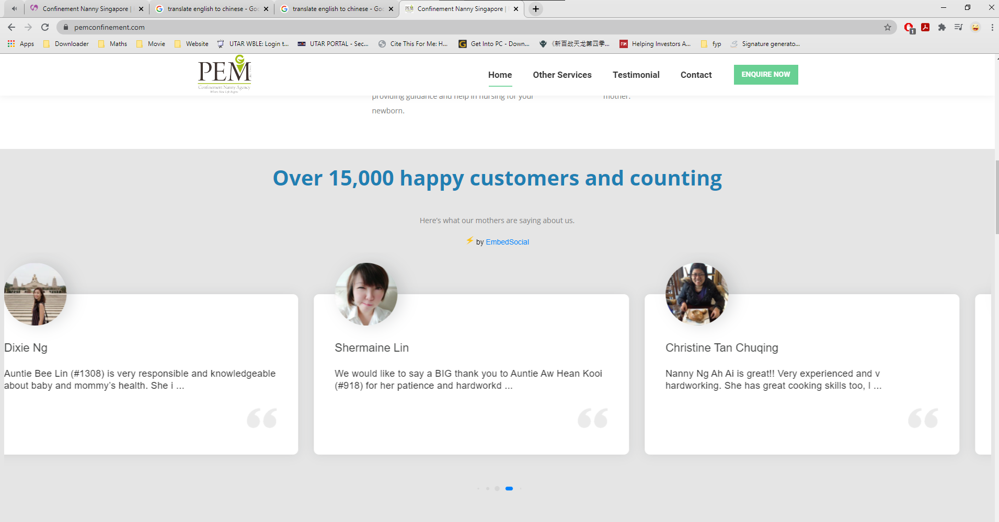 Confinement Nanny Singapore |
translate english to chinese - Goo
translate english to chinese - Goo
Confinement Nanny Singapore |
pemconfinement.com
1
Apps
Downloader
Maths
Movie
Website
UTAR WBLE: Login t...
UTAR PORTAL - Sec...
Cite This For Me: H...
Get Into PC - Down...
《新百战天龙第四季...
Helping Investors A...
fyp
Signature generato...
PEM
Confinement Nanny Agency
Where New Life Begins
Home
Other Services
Testimonial
Contact
ENQUIRE NOW
providing guidance and help in nursing for your
newborn.
mother.
Over 15,000 happy customers and counting
Here's what our mothers are saying about us.
⚡ by EmbedSocial
Dixie Ng
Auntie Bee Lin (#1308) is very responsible and knowledgeable
about baby and mommy's health. She i ...
Shermaine Lin
We would like to say a BIG thank you to Auntie Aw Hean Kooi
(#918) for her patience and hardworkd ...
Christine Tan Chuqing
Nanny Ng Ah Ai is great!! Very experienced and v
hardworking. She has great cooking skills too, I ...